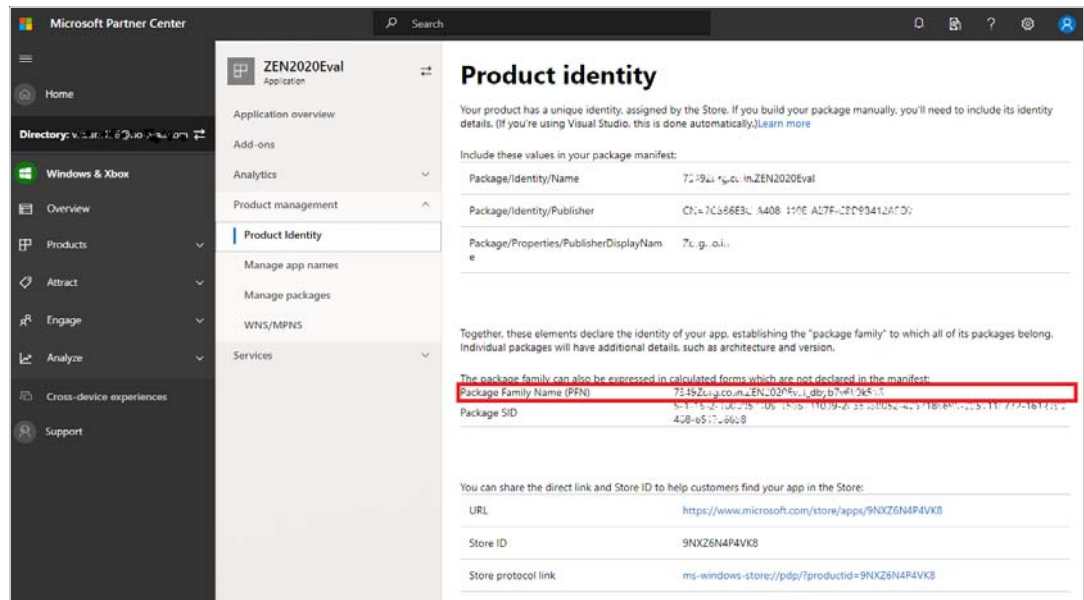 Microsoft Partner Center
Search
Home
Directory:
Windows & Xbox
Overview
Products
Attract
Engage
Analyze
Cross-device experiences
Support
ZEN2020Eval
Application
Application overview
Add-ons
Analytics
Product management
Product Identity
Manage app names
Manage packages
WNS/MPNS
Services
Product identity
Your product has a unique identity, assigned by the Store. If you build your package manually, you'll need to include its identity
details. (If you're using Visual Studio, this is done automatically.)Learn more
Include these values in your package manifest:
Package/Identity/Name
Package/Identity/Publisher
Package/Properties/PublisherDisplayNam
e
Together, these elements declare the identity of your app, establishing the "package family" to which all of its packages belong.
Individual packages will have additional details, such as architecture and version.
The package family can also be expressed in calculated forms which are not declared in the manifest:
Package Family Name (PFN)
Package SID
You can share the direct link and Store ID to help customers find your app in the Store:
URL https://www.microsoft.com/store/apps/9NXZ6N4P4VK8
Store ID 9NXZ6N4P4VK8
Store protocol link ms-windows-store://pdp/?productid=9NXZ6N4P4VK8